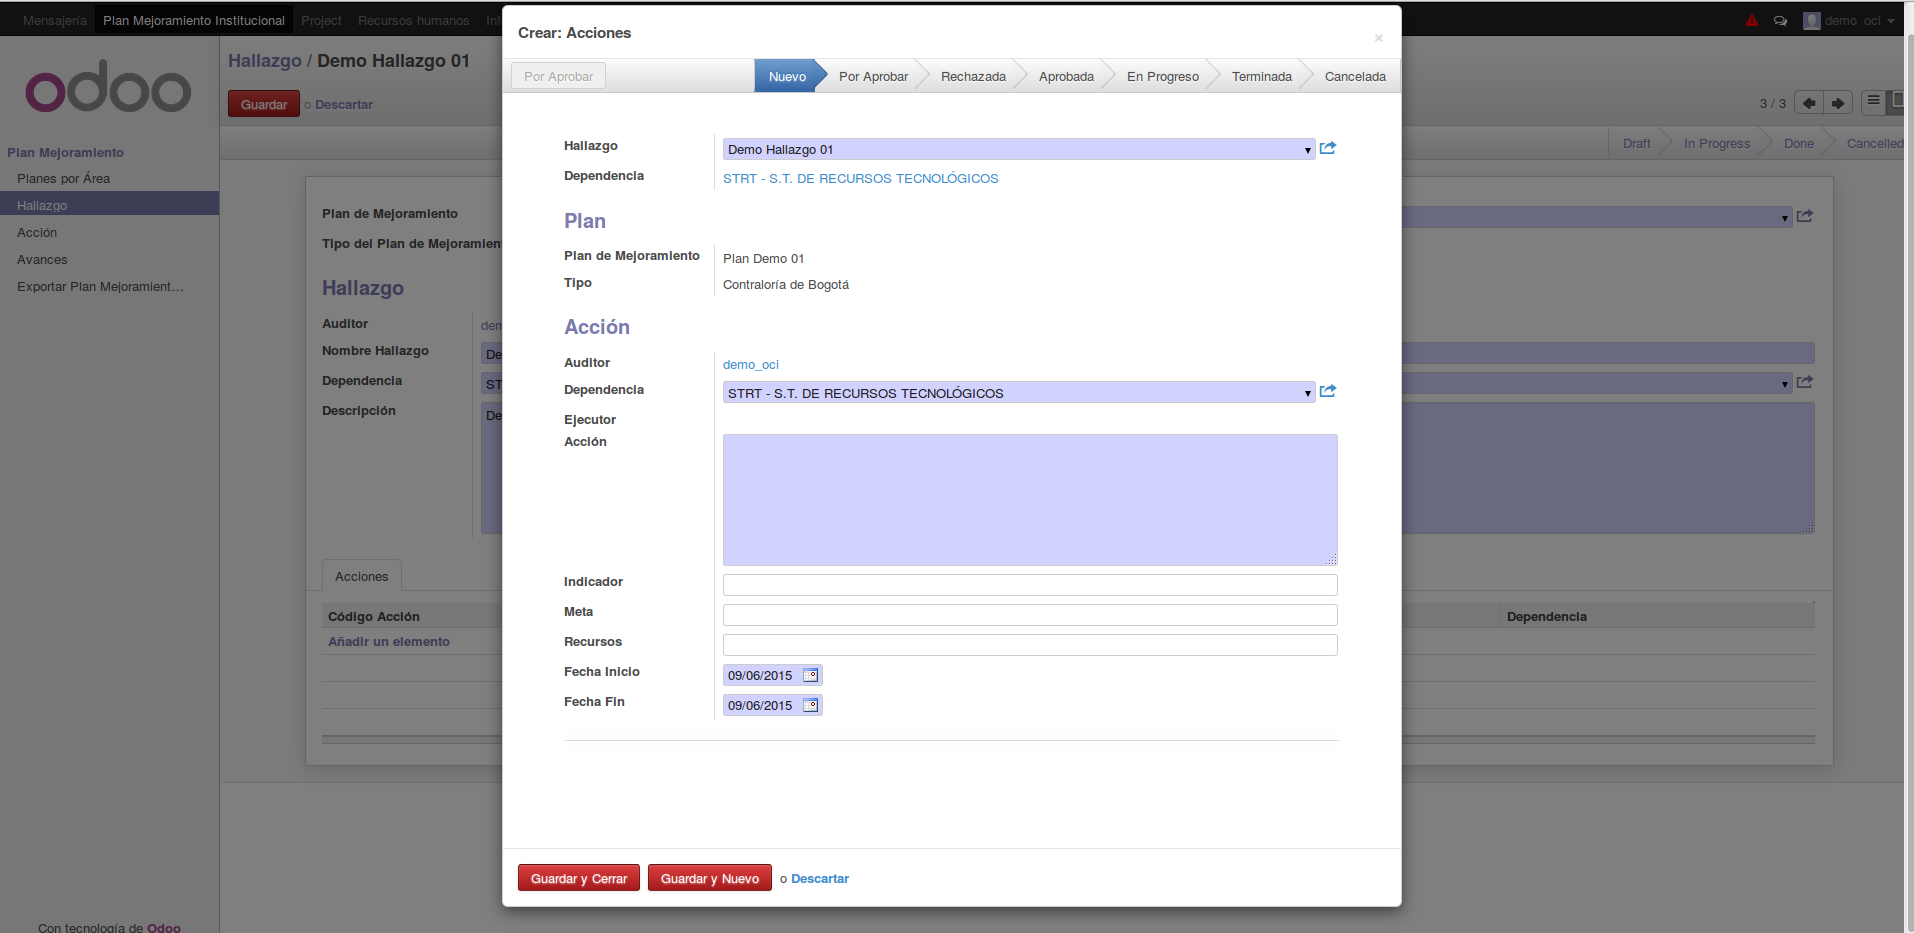 Mensajería Plan Mejoramiento Institucional Project Recursos humanos
demo oci
odoo
Plan Mejoramiento
Planes por Área
Hallazgo
Acción
Avances
Exportar Plan Mejoramient…
Con tecnología de Odoo
Hallazgo / Demo Hallazgo 01
Guardar o Descartar
3 / 3
Draft In Progress Done Cancelled
Plan de Mejoramiento
Tipo del Plan de Mejoramien
Hallazgo
Auditor
Nombre Hallazgo
Dependencia
Descripción
Acciones
Código Acción Dependencia
Añadir un elemento
Crear: Acciones
×
Por Aprobar
Nuevo Por Aprobar Rechazada Aprobada En Progreso Terminada Cancelada
Hallazgo Demo Hallazgo 01
Dependencia STRT - S.T. DE RECURSOS TECNOLÓGICOS
Plan
Plan de Mejoramiento Plan Demo 01
Tipo Contraloría de Bogotá
Acción
Auditor demo_oci
Dependencia STRT - S.T. DE RECURSOS TECNOLÓGICOS
Ejecutor
Acción
Indicador
Meta
Recursos
Fecha Inicio 09/06/2015
Fecha Fin 09/06/2015
Guardar y Cerrar Guardar y Nuevo o Descartar